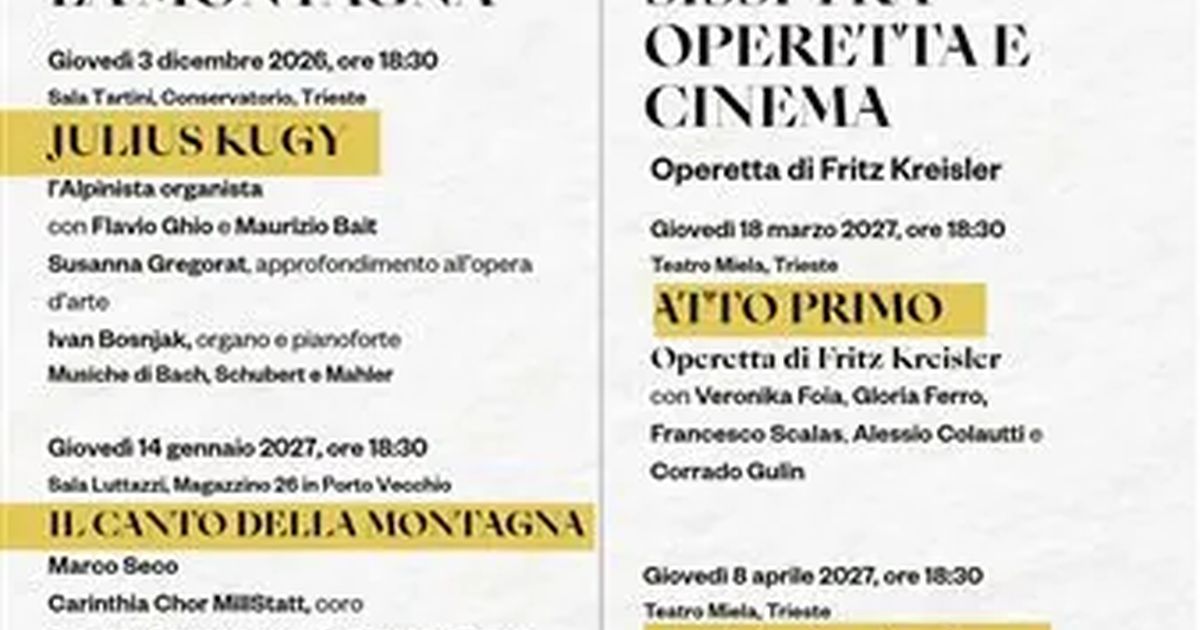 LA MONTAGNA
Giovedì 3 dicembre 2026, ore 18:30
Sala Tartini, Conservatorio, Trieste
JULIUS KUGY
l'Alpinista organista
con Flavio Ghio e Maurizio Bait
Susanna Gregorat, approfondimento all'opera
d'arte
Ivan Bosnjak, organo e pianoforte
Musiche di Bach, Schubert e Mahler
Giovedì 14 gennaio 2027, ore 18:30
Sala Luttazzi, Magazzino 26 in Porto Vecchio
IL CANTO DELLA MONTAGNA
Marco Seco
Carinthia Chor MillStatt, coro
OPERETTA E
CINEMA
Operetta di Fritz Kreisler
Giovedì 18 marzo 2027, ore 18:30
Teatro Miela, Trieste
ATTO PRIMO
Operetta di Fritz Kreisler
con Veronika Foia, Gloria Ferro,
Francesco Scalas, Alessio Colautti e
Corrado Gulin
Giovedì 8 aprile 2027, ore 18:30
Teatro Miela, Trieste